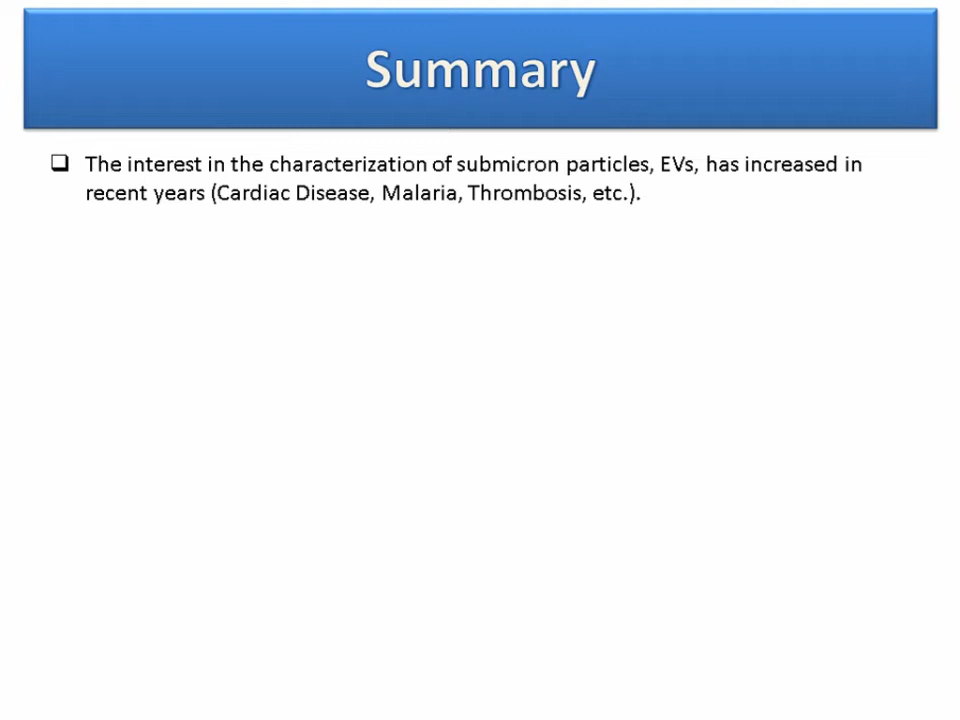 Summary
The interest in the characterization of submicron particles, EVs, has increased in
recent years (Cardiac Disease, Malaria, Thrombosis, etc.).